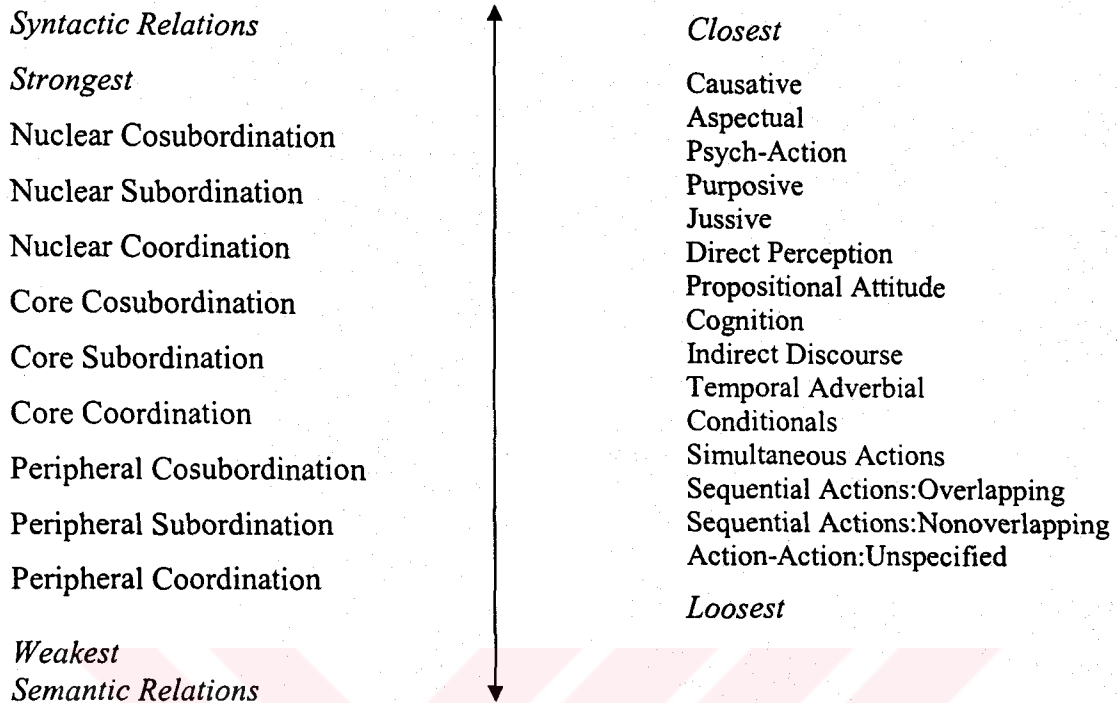 Syntactic Relations
Strongest
Nuclear Cosubordination
Nuclear Subordination
Nuclear Coordination
Core Cosubordination
Core Subordination
Core Coordination
Peripheral Cosubordination
Peripheral Subordination
Peripheral Coordination
Weakest
Semantic Relations
Closest
Causative
Aspectual
Psych-Action
Purposive
Jussive
Direct Perception
Propositional Attitude
Cognition
Indirect Discourse
Temporal Adverbial
Conditionals
Simultaneous Actions
Sequential Actions:Overlapping
Sequential Actions:Nonoverlapping
Action-Action:Unspecified
Loosest